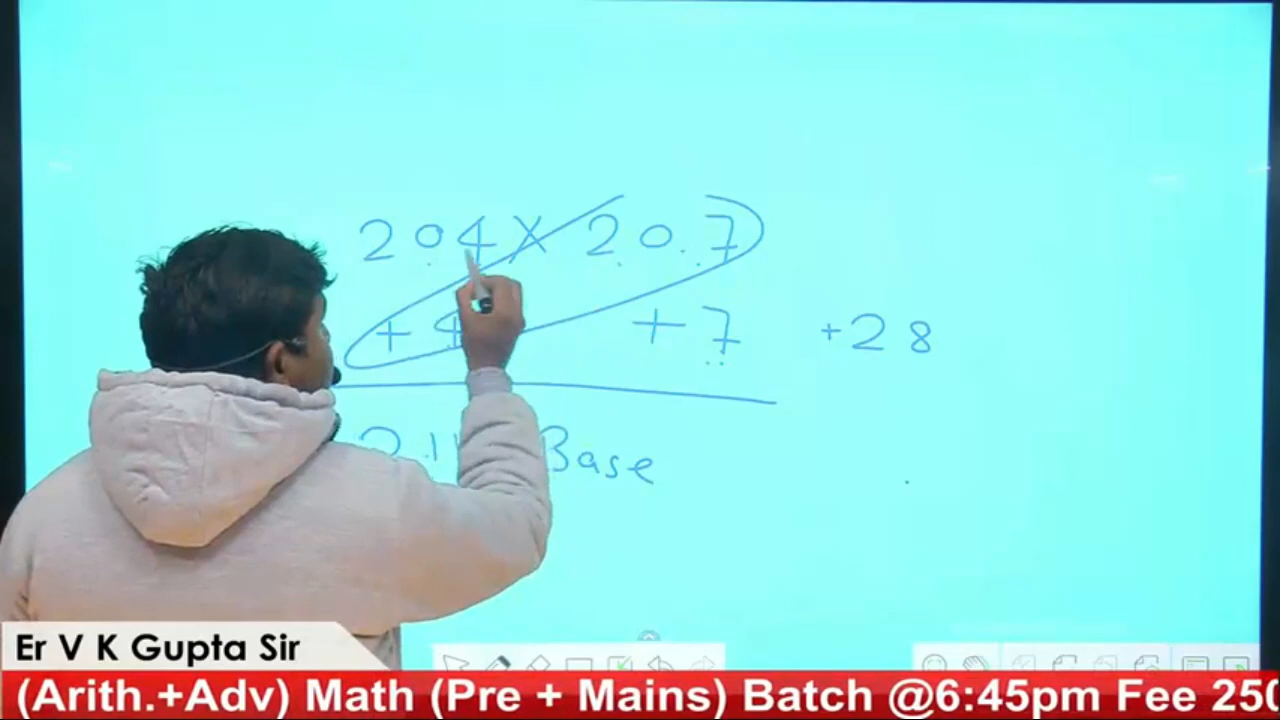 204 X 207
+ 4 + 7 +28
211 Base
Er V K Gupta Sir
(Arith.+Adv) Math (Pre + Mains) Batch @6:45pm Fee 250